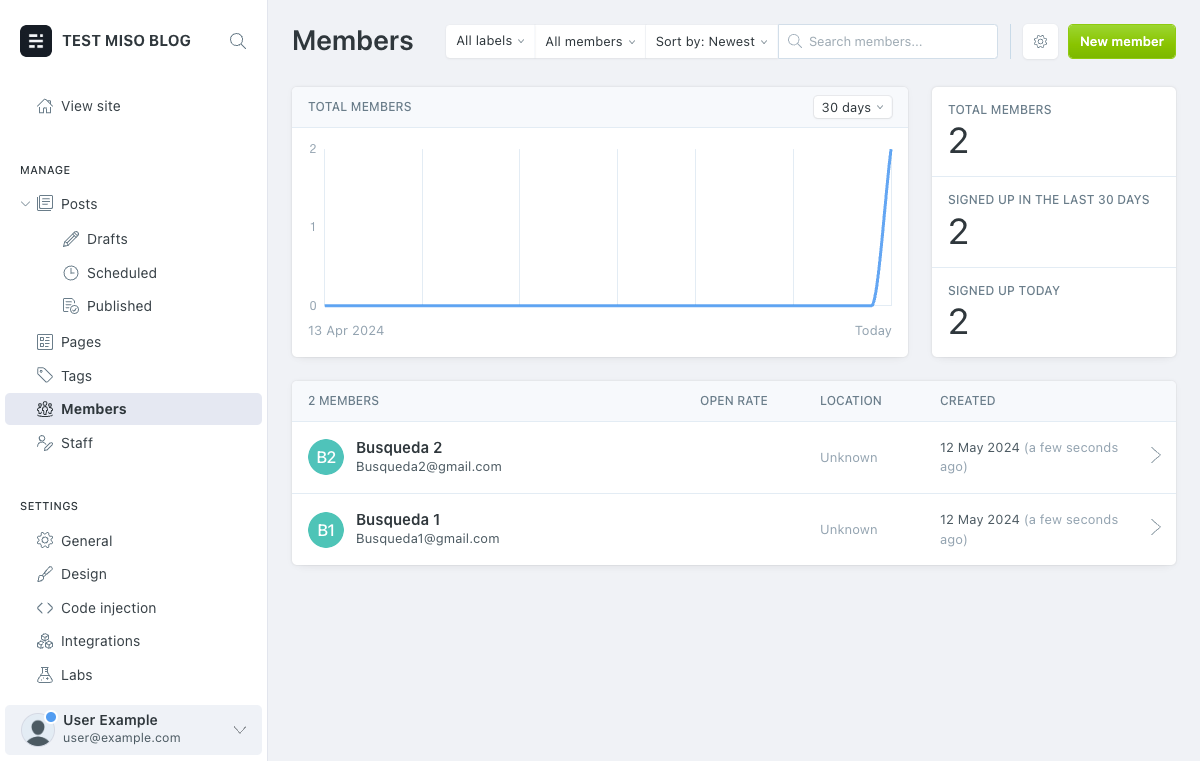 TEST MISO BLOG
View site
MANAGE
Posts
Drafts
Scheduled
Published
Pages
Tags
Members
Staff
SETTINGS
General
Design
Code injection
Integrations
Labs
User Example
user@example.com
Members
All labels
All members
Sort by: Newest
Search members...
New member
TOTAL MEMBERS
30 days
2
1
0
13 Apr 2024
Today
TOTAL MEMBERS
2
SIGNED UP IN THE LAST 30 DAYS
2
SIGNED UP TODAY
2
2 MEMBERS OPEN RATE LOCATION CREATED
B2
Busqueda 2
Busqueda2@gmail.com
Unknown
12 May 2024 (a few seconds
ago)
B1
Busqueda 1
Busqueda1@gmail.com
Unknown
12 May 2024 (a few seconds
ago)